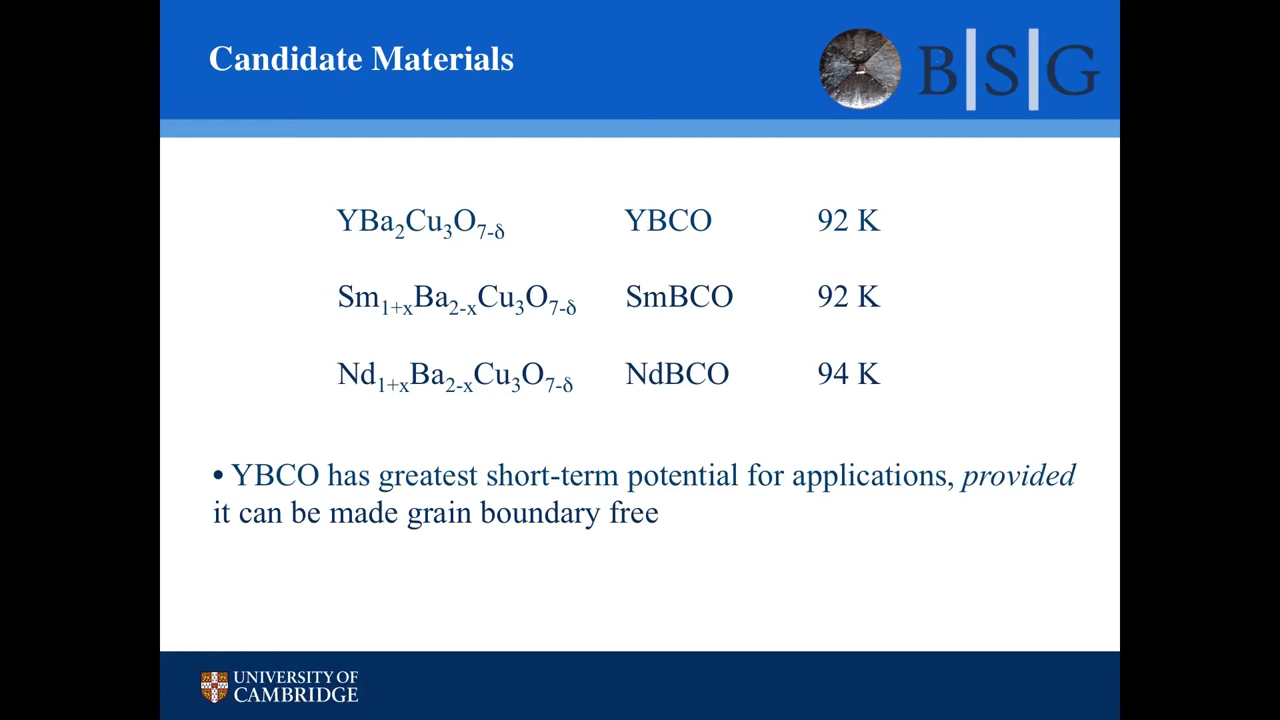 Candidate Materials
B|S|G
YBa₂Cu₃O₇₋δ YBCO 92 K
Sm₁₊ₓBa₂₋ₓCu₃O₇₋δ SmBCO 92 K
Nd₁₊ₓBa₂₋ₓCu₃O₇₋δ NdBCO 94 K
• YBCO has greatest short-term potential for applications, provided
it can be made grain boundary free
UNIVERSITY OF
CAMBRIDGE